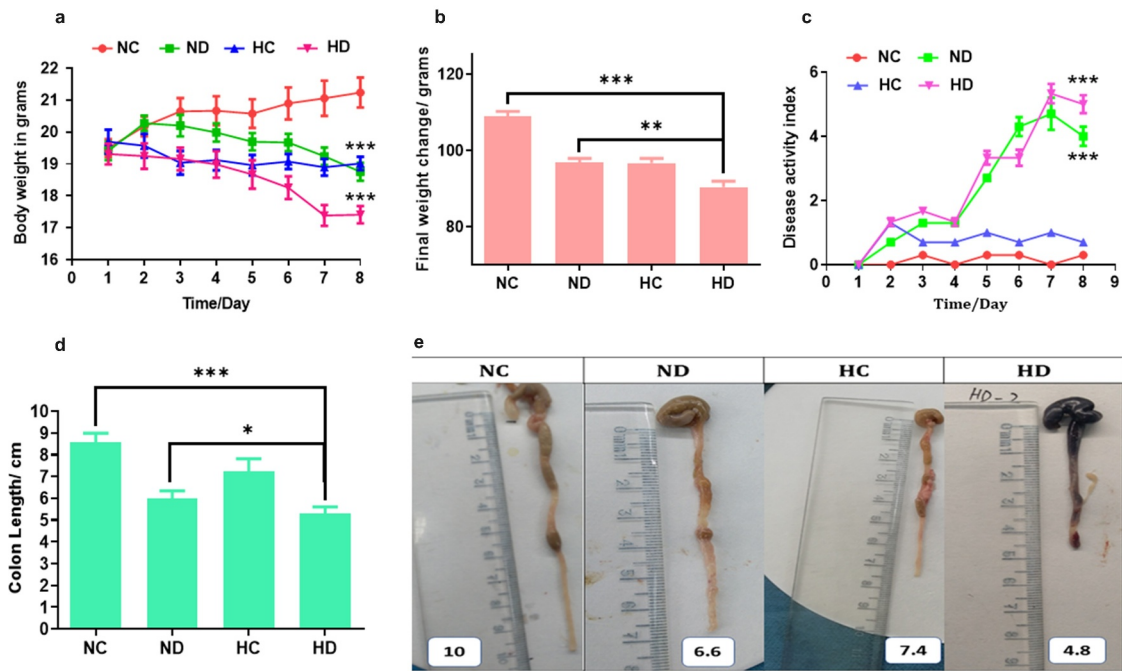 a
NC ND HC HD
Body weight in grams
22
21
20
19
18
17
16
***
***
0 1 2 3 4 5 6 7 8
Time/Day
b
Final weight change/ grams
120
100
80
***
**
NC ND HC HD
c
NC ND
HC HD
Disease activity index
6
4
2
0
***
***
0 1 2 3 4 5 6 7 8 9
Time/Day
d
Colon Length/ cm
10
9
8
7
6
5
4
3
2
1
0
***
*
NC ND HC HD
e
NC ND HC HD
HD-2
10 6.6 7.4 4.8